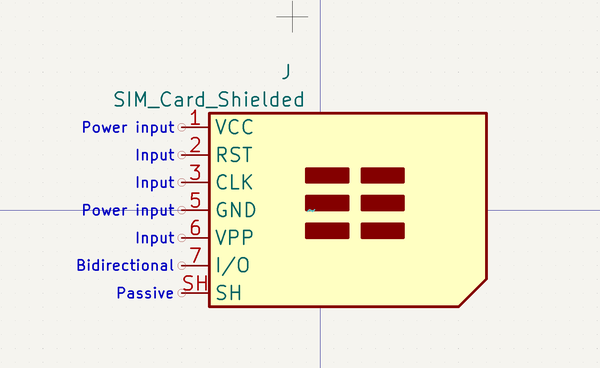 J
SIM_Card_Shielded
Power input 1 VCC
Input 2 RST
Input 3 CLK
Power input 5 GND
Input 6 VPP
Bidirectional 7 I/O
Passive SH SH